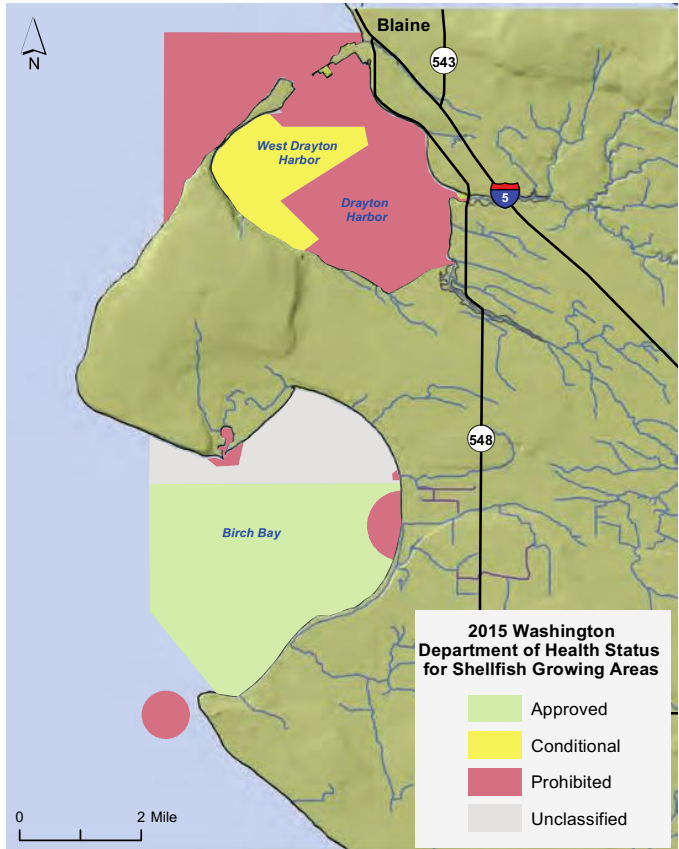 N
Blaine
543
West Drayton
Harbor
Drayton
Harbor
5
548
Birch Bay
2015 Washington
Department of Health Status
for Shellfish Growing Areas
Approved
Conditional
Prohibited
Unclassified
0 2 Mile